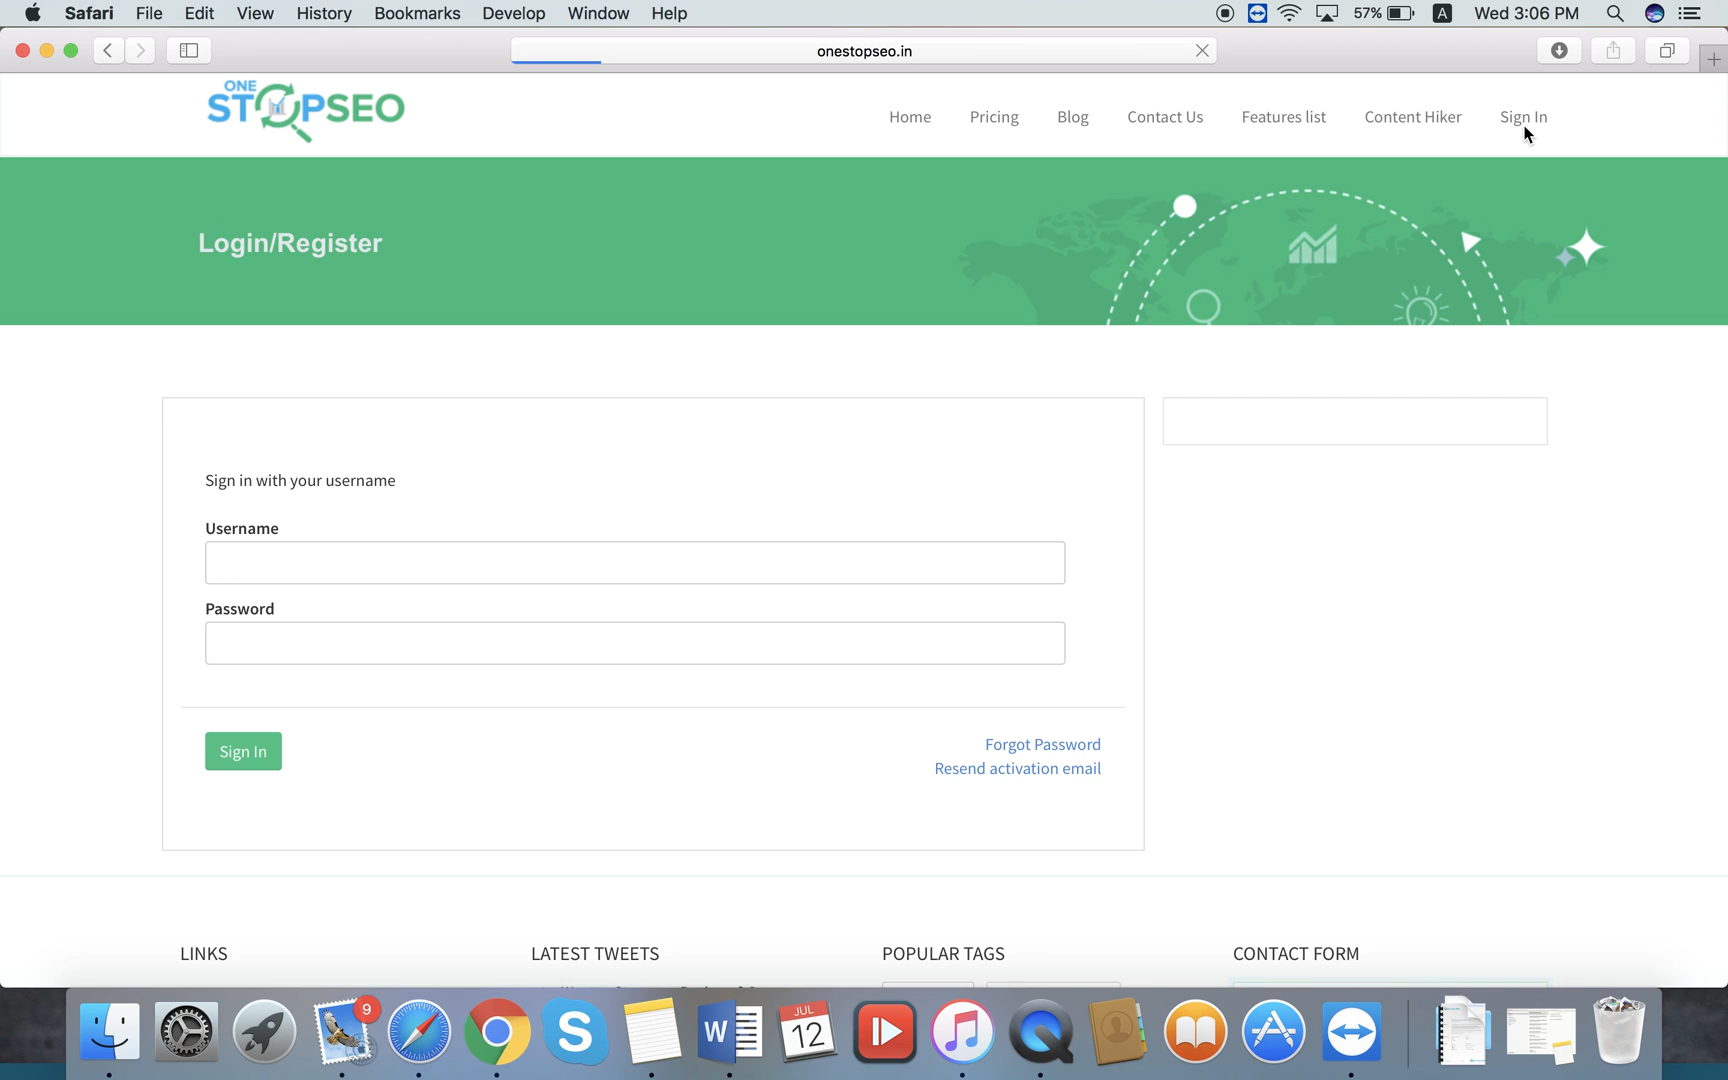 Safari File Edit View History Bookmarks Develop Window Help 57% A Wed 3:06 PM
onestopseo.in
ONE
STOPSEO
Home Pricing Blog Contact Us Features list Content Hiker Sign In
Login/Register
Sign in with your username
Username
Password
Sign In
Forgot Password
Resend activation email
LINKS LATEST TWEETS POPULAR TAGS CONTACT FORM
9
S
W
JUL
12